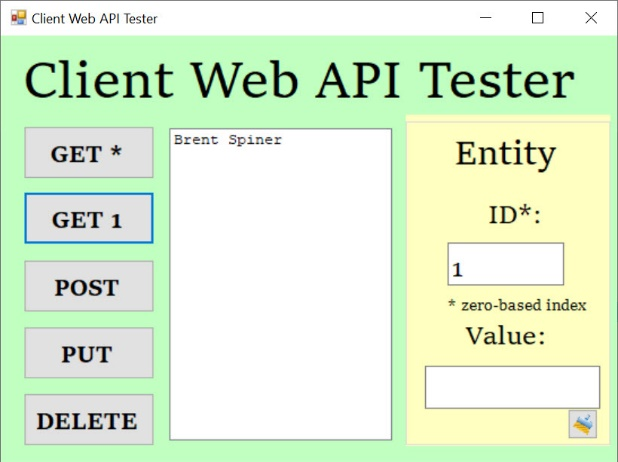 Client Web API Tester
Client Web API Tester
GET *
GET 1
POST
PUT
DELETE
Brent Spiner
Entity
ID*:
1
* zero-based index
Value: